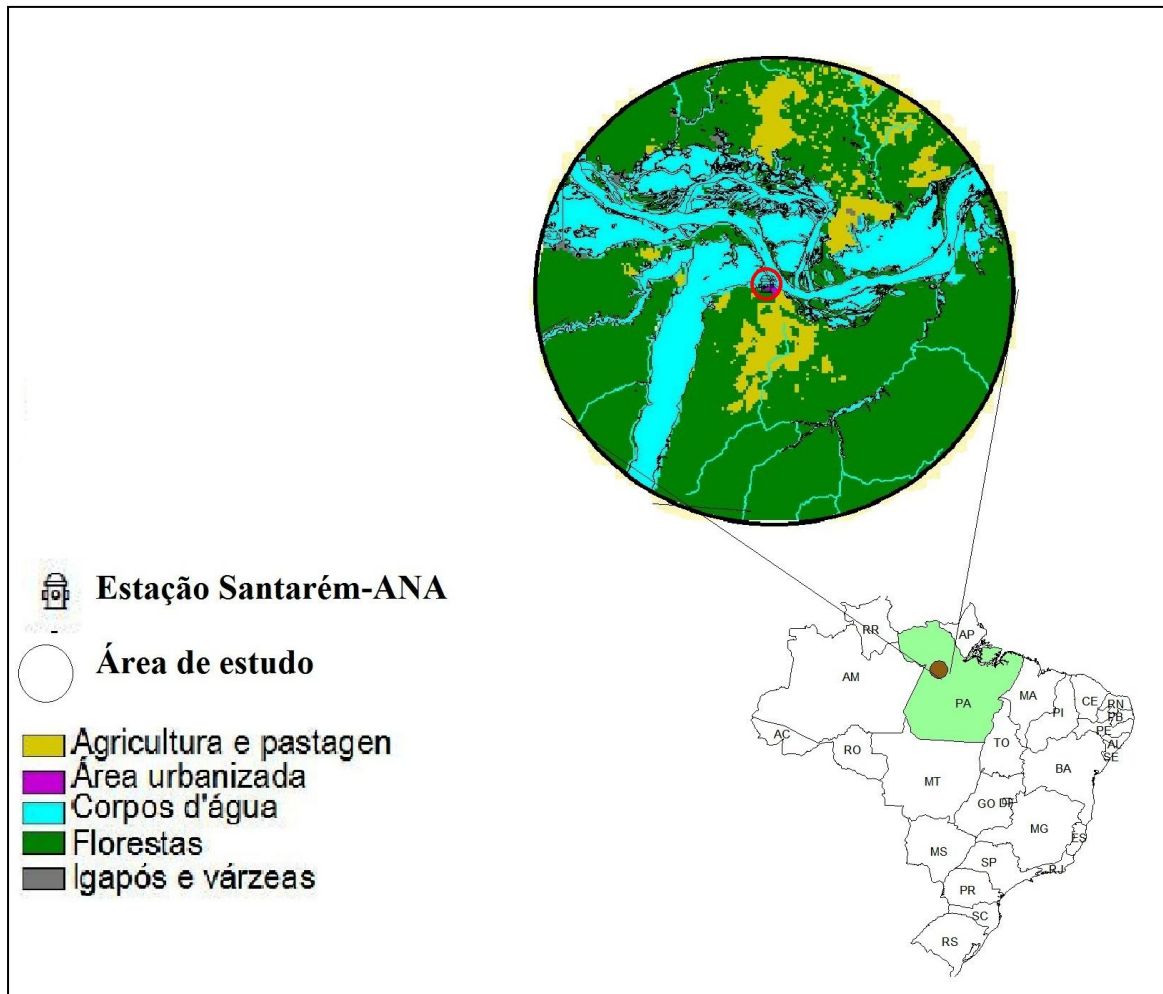 Estação Santarém-ANA
Área de estudo
Agricultura e pastagen
Área urbanizada
Corpos d'água
Florestas
Igapós e várzeas
RR
AP
AM
PA
MA
CE
RN
PB
PI
PE
AL
SE
AC
RO
TO
BA
MT
GO
DF
MG
ES
MS
SP
RJ
PR
SC
RS